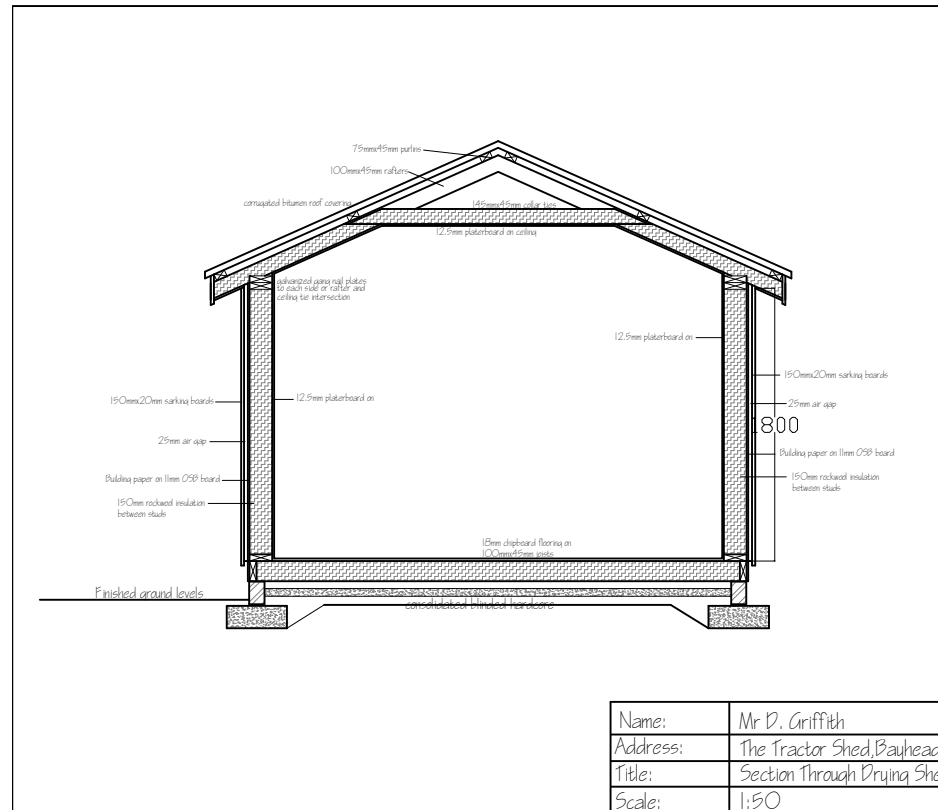 75mmx45mm purlins
100mmx45mm rafters
corrugated bitumen roof covering
145mmx45mm collar ties
12.5mm platerboard on ceiling
galvanized gang nail plates
to each side or rafter and
ceiling tie intersection
12.5mm platerboard on
150mmx20mm sarking boards
12.5mm platerboard on
150mmx20mm sarking boards
25mm air gap
1800
25mm air gap
Building paper on 11mm OSB board
Building paper on 11mm OSB board
150mm rockwool insulation
between studs
150mm rockwool insulation
between studs
18mm chipboard flooring on
100mmx45mm joists
Finished ground levels
consolidated blinded hardcore
Name: Mr D. Griffith
Address: The Tractor Shed,Bayhead
Title: Section Through Drying She
Scale: 1:50